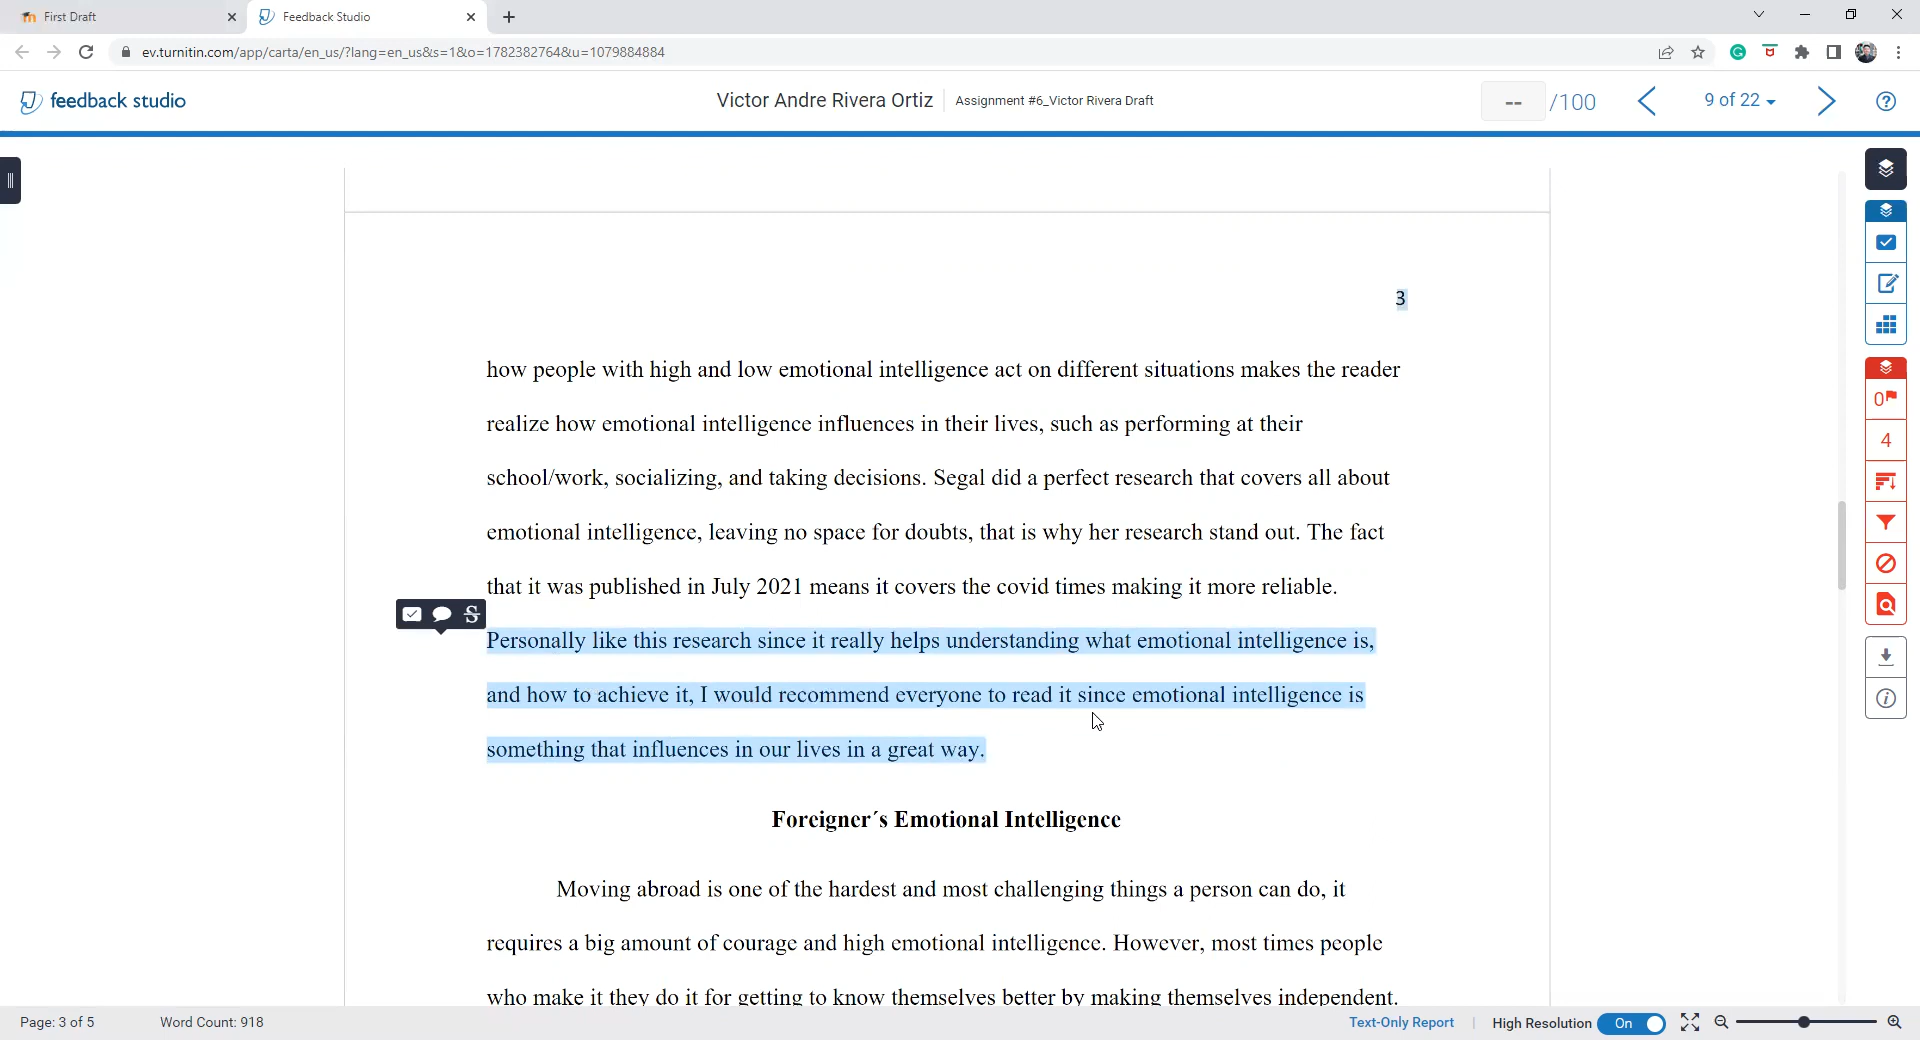 First Draft
Feedback Studio
ev.turnitin.com/app/carta/en_us/?lang=en_us&s=1&o=1782382764&u=1079884884
feedback studio
Victor Andre Rivera Ortiz
Assignment #6_Victor Rivera Draft
-- /100
9 of 22
3
how people with high and low emotional intelligence act on different situations makes the reader
realize how emotional intelligence influences in their lives, such as performing at their
school/work, socializing, and taking decisions. Segal did a perfect research that covers all about
emotional intelligence, leaving no space for doubts, that is why her research stand out. The fact
that it was published in July 2021 means it covers the covid times making it more reliable.
Personally like this research since it really helps understanding what emotional intelligence is,
and how to achieve it, I would recommend everyone to read it since emotional intelligence is
something that influences in our lives in a great way.
Foreigner´s Emotional Intelligence
Moving abroad is one of the hardest and most challenging things a person can do, it
requires a big amount of courage and high emotional intelligence. However, most times people
who make it they do it for getting to know themselves better by making themselves independent.
0
4
Page: 3 of 5
Word Count: 918
Text-Only Report
High Resolution
On